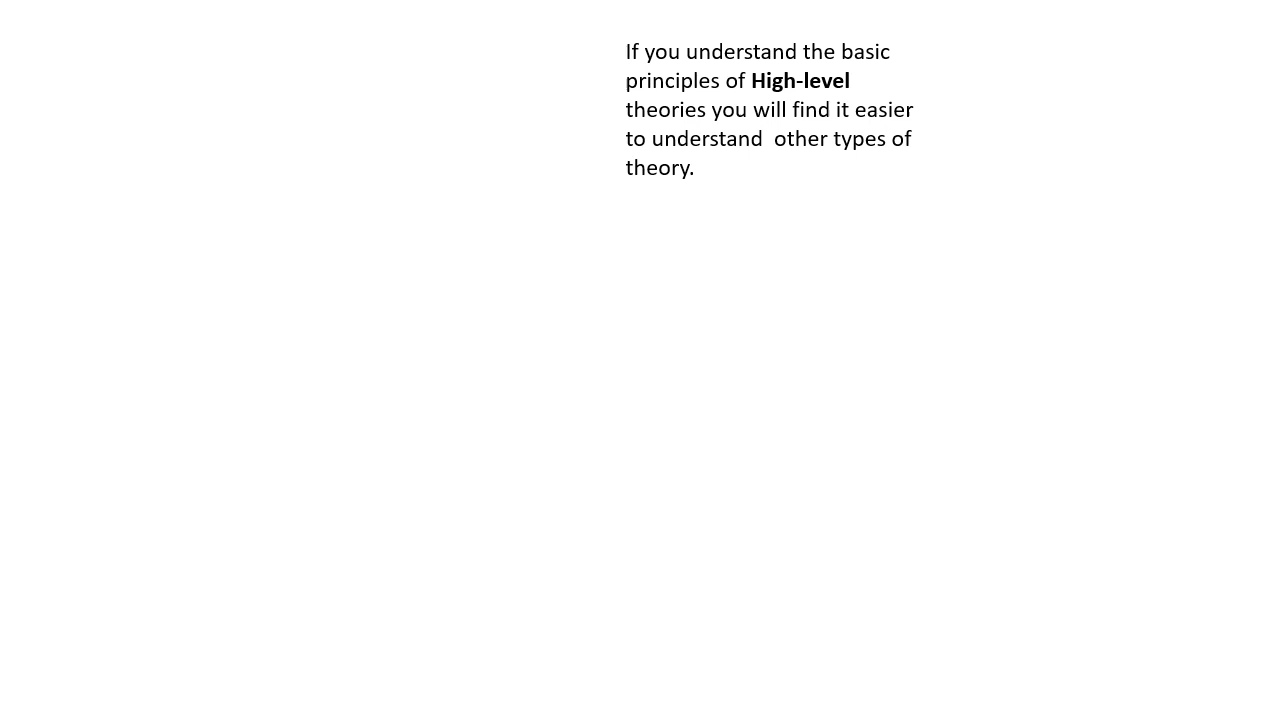 If you understand the basic
principles of High-level
theories you will find it easier
to understand  other types of
theory.